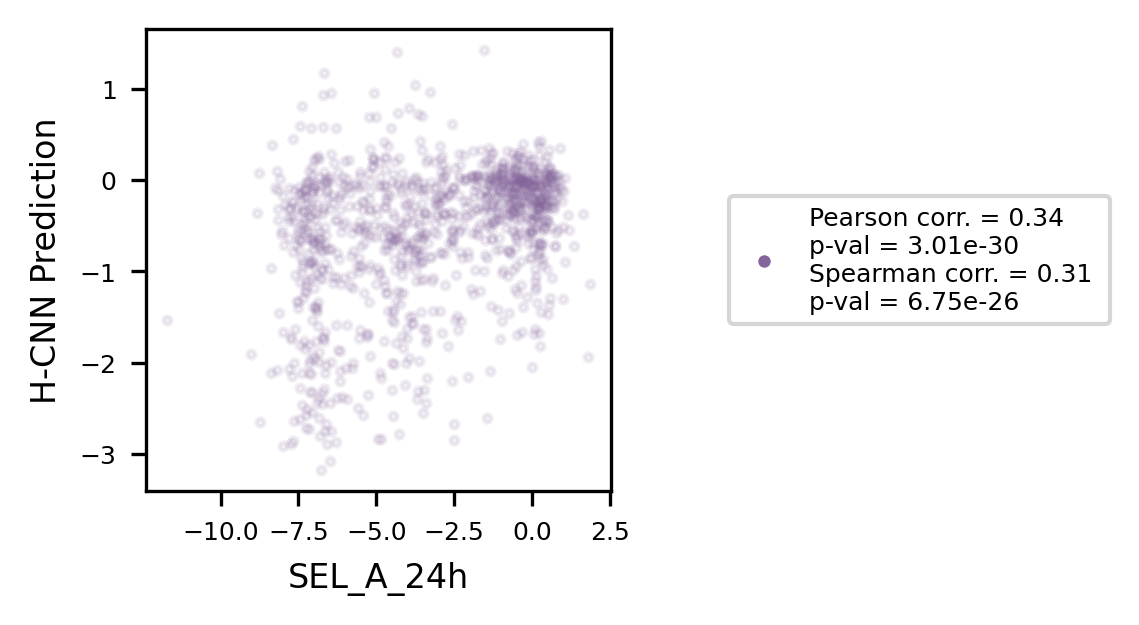 H-CNN Prediction
1
0
−1
−2
−3
−10.0 −7.5 −5.0 −2.5 0.0 2.5
SEL_A_24h
Pearson corr. = 0.34
p-val = 3.01e-30
Spearman corr. = 0.31
p-val = 6.75e-26